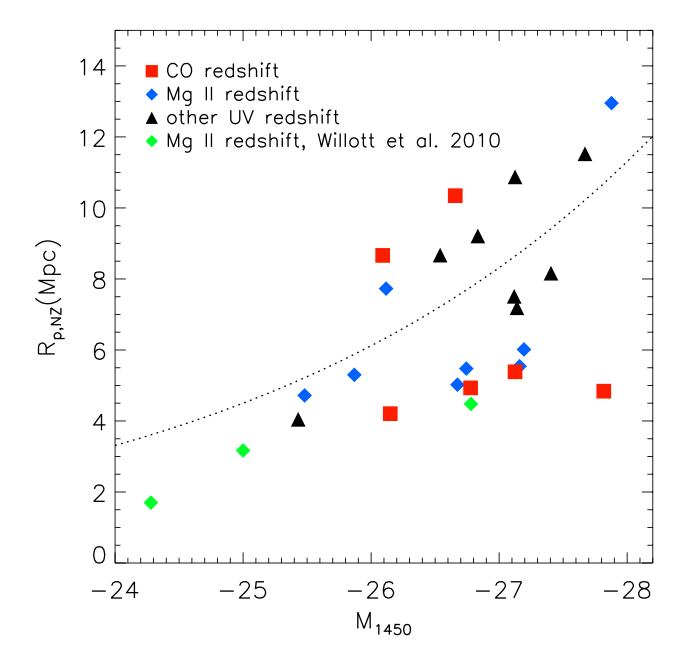 14
12
10
8
6
4
2
0
R_p,NZ(Mpc)
CO redshift
Mg II redshift
other UV redshift
Mg II redshift, Willott et al. 2010
−24 −25 −26 −27 −28
M_1450